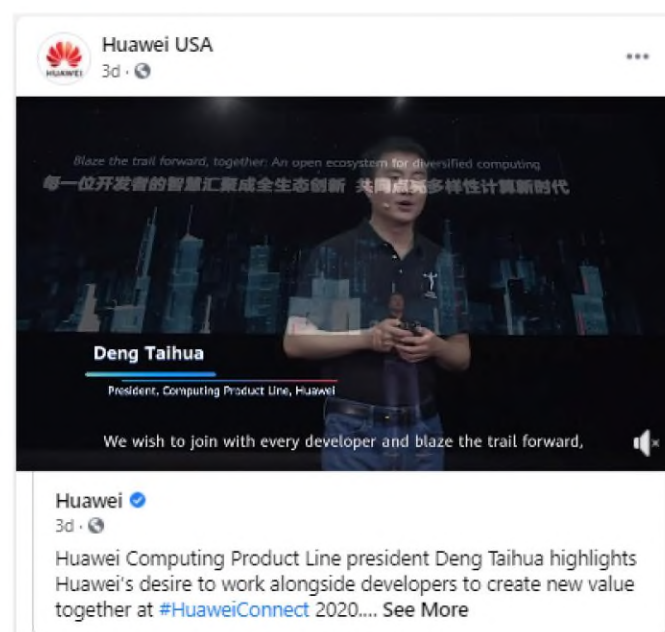 Huawei USA
HUAWEI
3d
Blaze the trail forward, together: An open ecosystem for diversified computing
每一位开发者的智慧汇聚成全生态创新 共同点亮多样性计算新时代
Deng Taihua
President, Computing Product Line, Huawei
We wish to join with every developer and blaze the trail forward,
Huawei
3d
Huawei Computing Product Line president Deng Taihua highlights
Huawei's desire to work alongside developers to create new value
together at #HuaweiConnect 2020.... See More